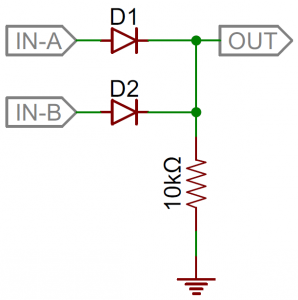 D1
IN-A
OUT
D2
IN-B
10kΩ